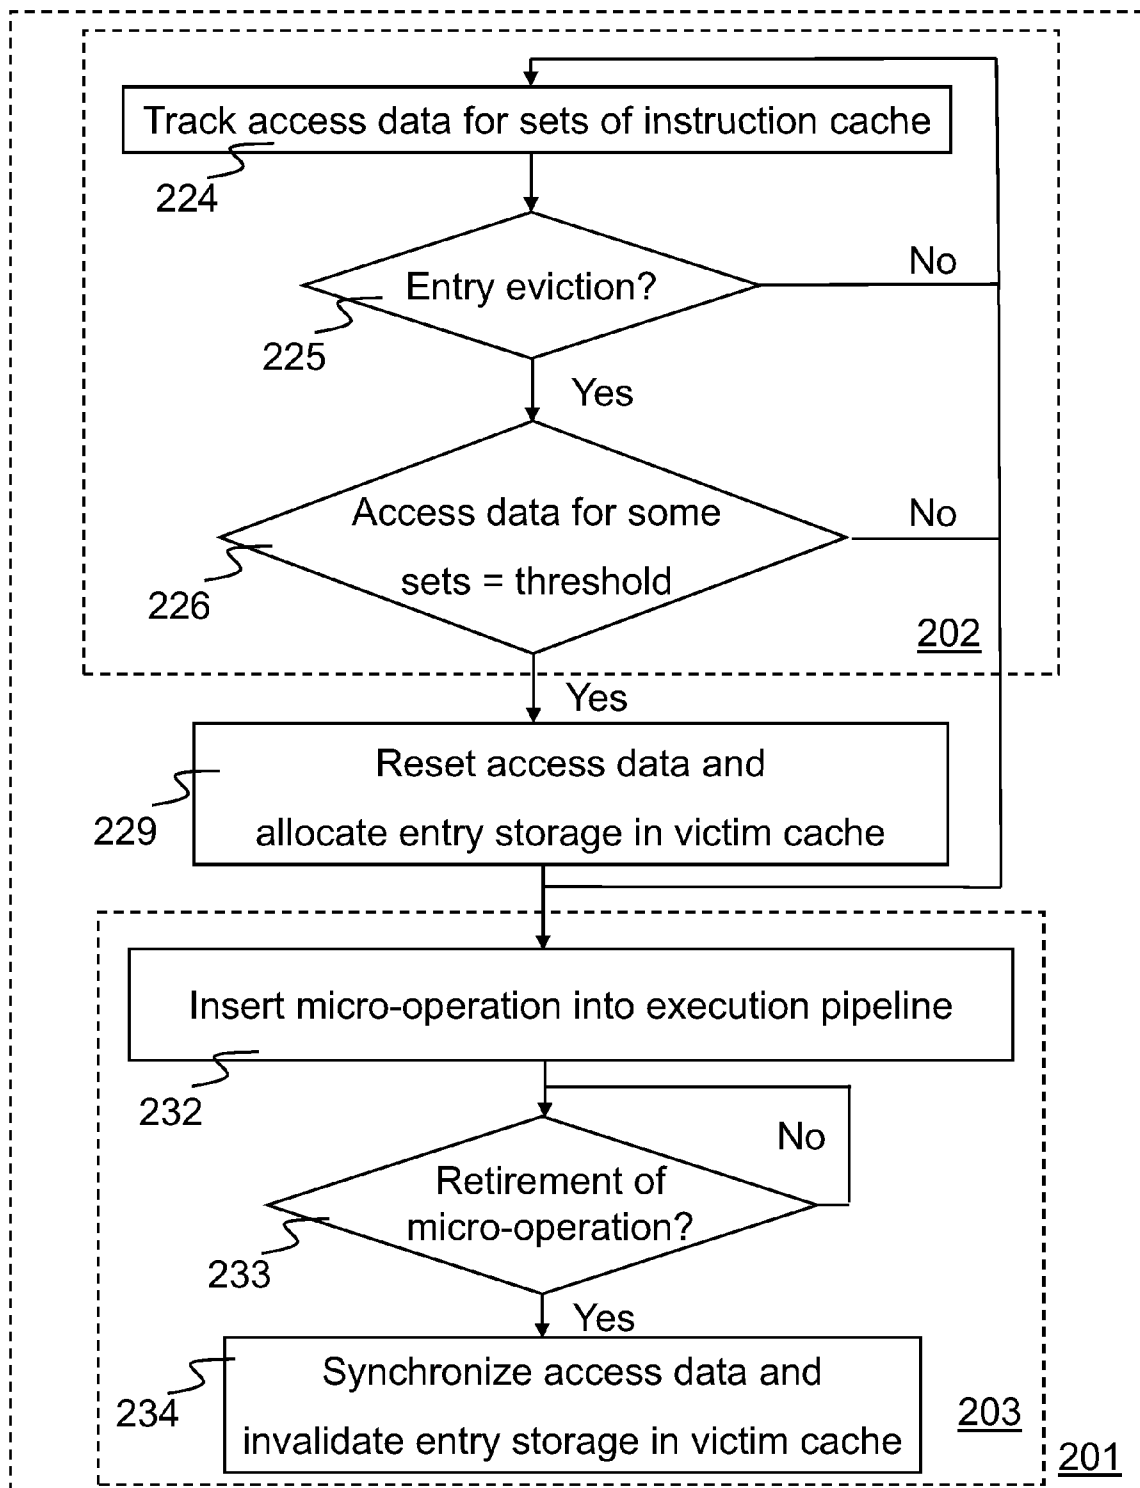 Track access data for sets of instruction cache
224
Entry eviction?
No
225
Yes
Access data for some
No
sets = threshold
226
202
Yes
Reset access data and
229
allocate entry storage in victim cache
Insert micro-operation into execution pipeline
232
No
Retirement of
micro-operation?
233
Yes
Synchronize access data and
234
203
invalidate entry storage in victim cache
201